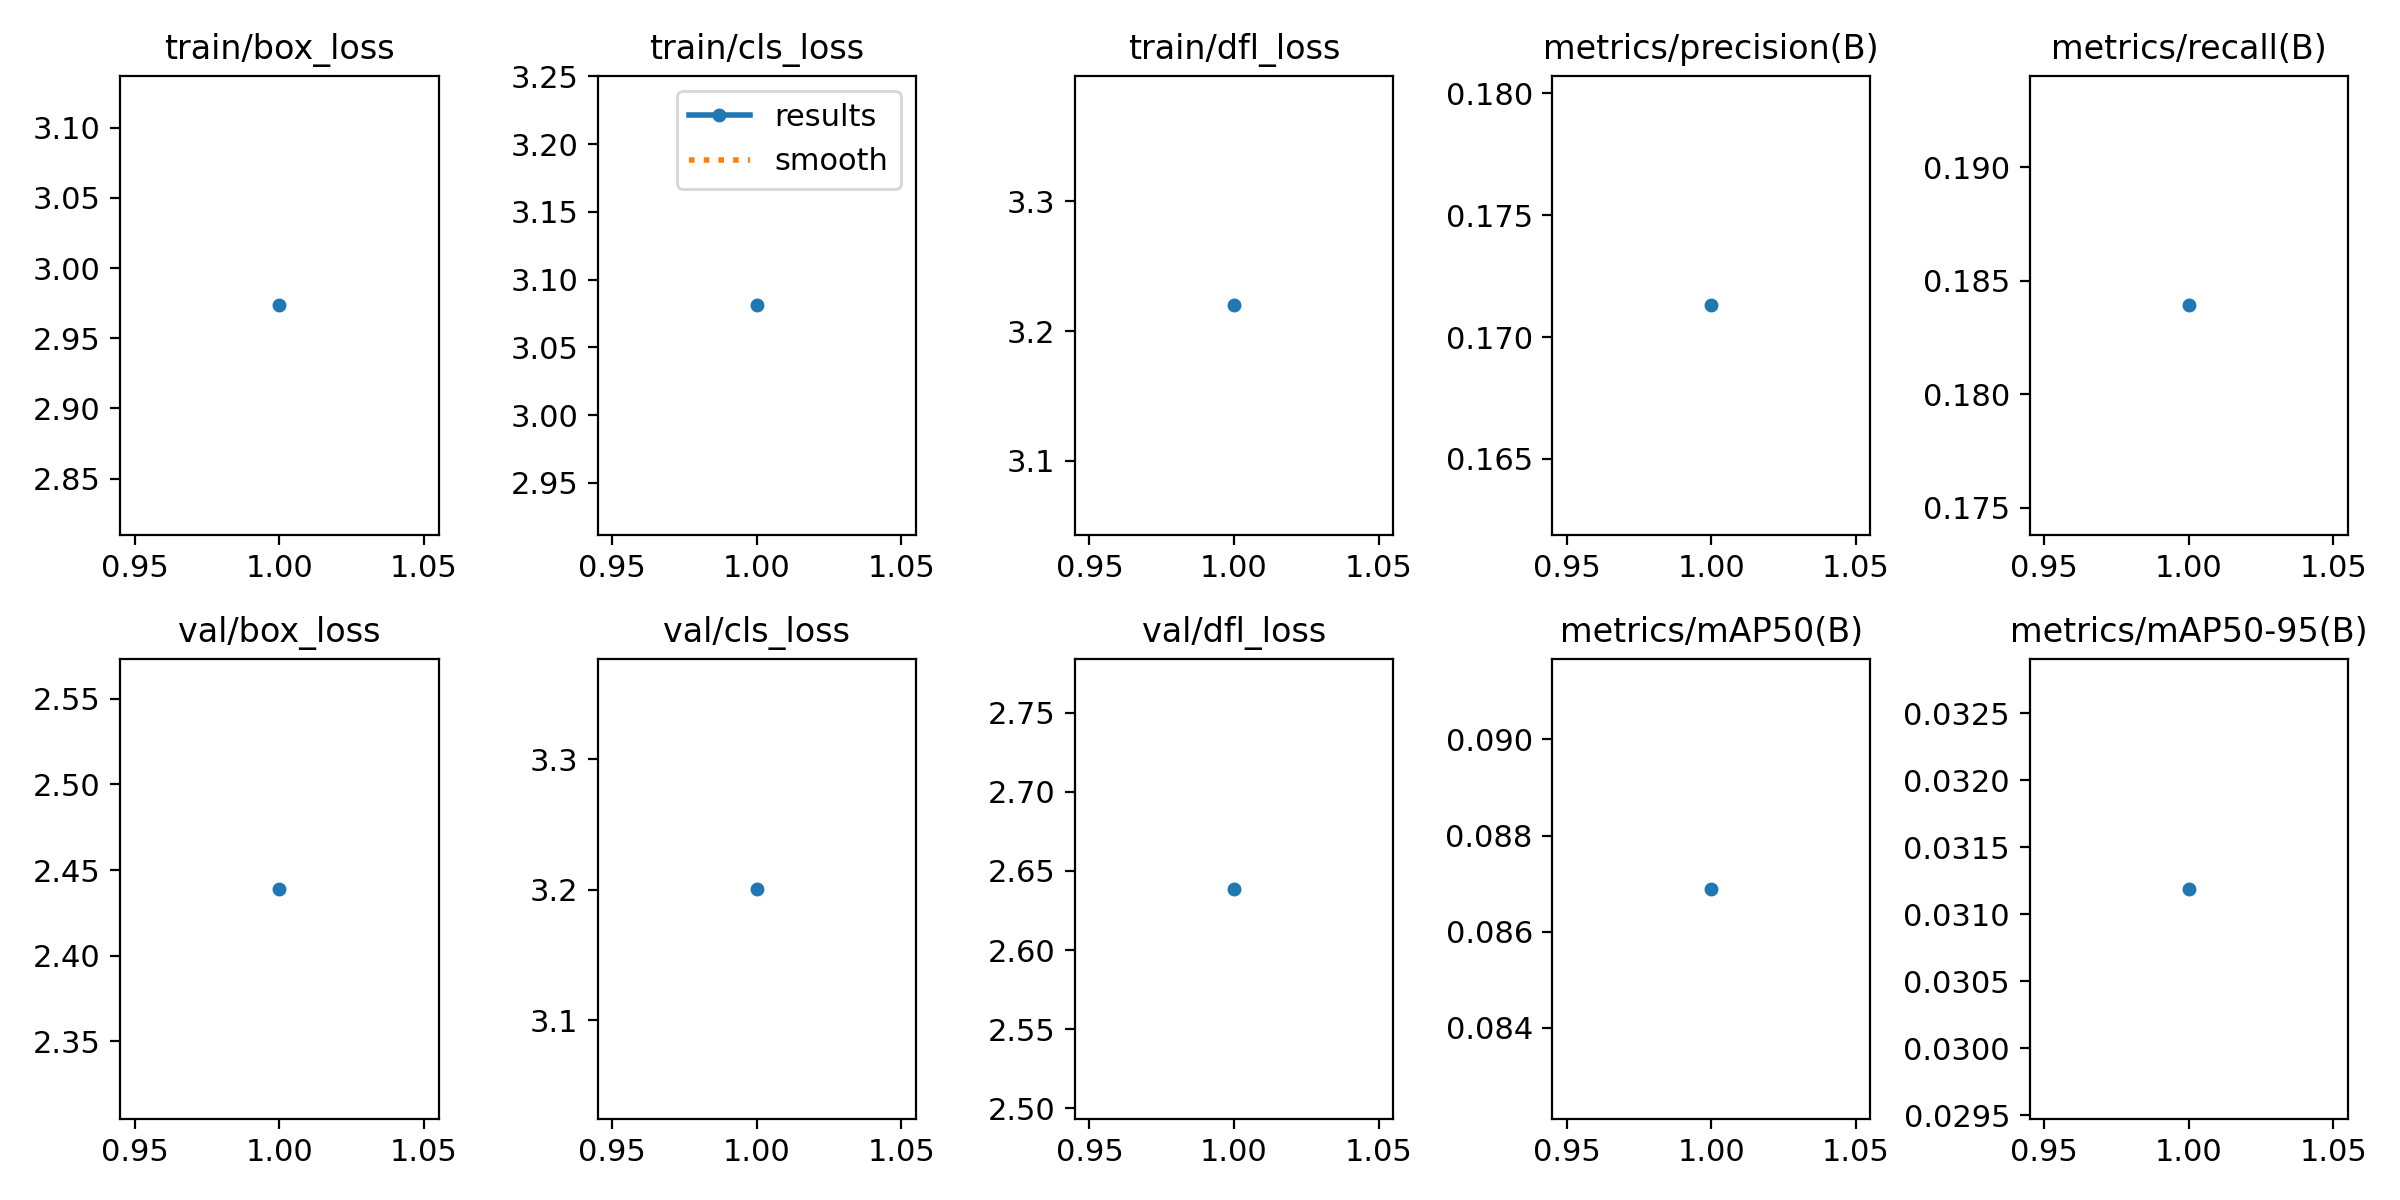 train/box_loss
3.10
3.05
3.00
2.95
2.90
2.85
0.95 1.00 1.05
train/cls_loss
results
smooth
3.25
3.20
3.15
3.10
3.05
3.00
2.95
0.95 1.00 1.05
train/dfl_loss
3.3
3.2
3.1
0.95 1.00 1.05
metrics/precision(B)
0.180
0.175
0.170
0.165
0.95 1.00 1.05
metrics/recall(B)
0.190
0.185
0.180
0.175
0.95 1.00 1.05
val/box_loss
2.55
2.50
2.45
2.40
2.35
0.95 1.00 1.05
val/cls_loss
3.3
3.2
3.1
0.95 1.00 1.05
val/dfl_loss
2.75
2.70
2.65
2.60
2.55
2.50
0.95 1.00 1.05
metrics/mAP50(B)
0.090
0.088
0.086
0.084
0.95 1.00 1.05
metrics/mAP50-95(B)
0.0325
0.0320
0.0315
0.0310
0.0305
0.0300
0.0295
0.95 1.00 1.05